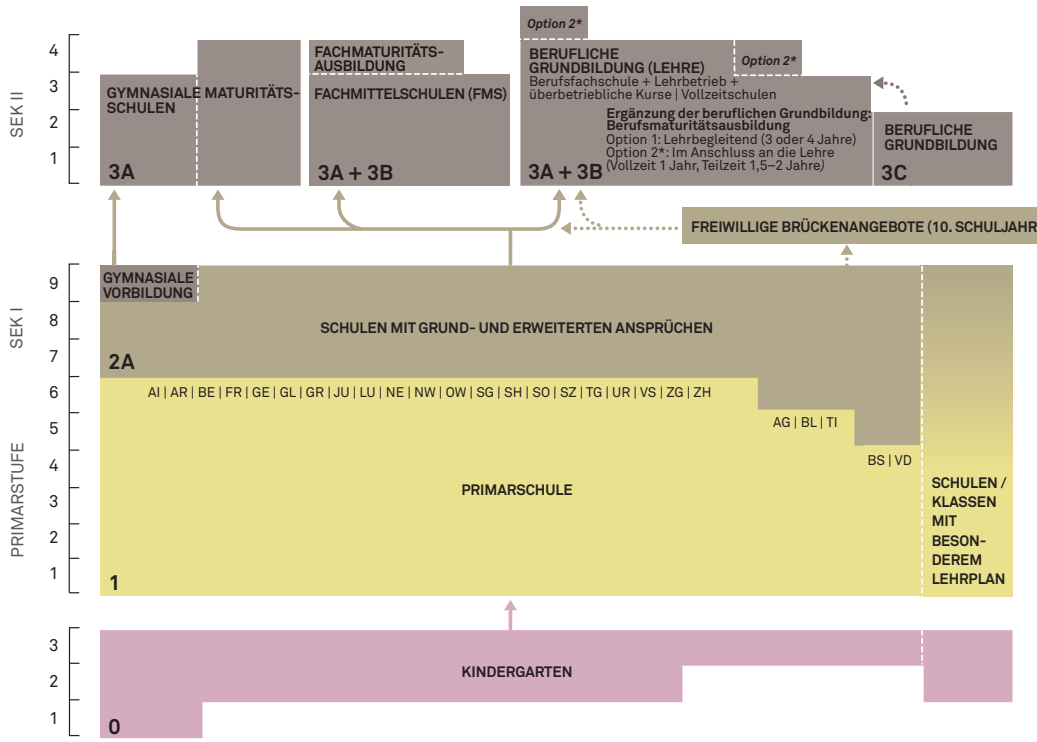 Option 2*
SEK II
4
3
2
1
GYMNASIALE MATURITÄTS-
SCHULEN
3A
FACHMATURITÄTS-
AUSBILDUNG
FACHMITTELSCHULEN (FMS)
3A + 3B
BERUFLICHE
GRUNDBILDUNG (LEHRE)
Berufsfachschule + Lehrbetrieb +
überbetriebliche Kurse | Vollzeitschulen
Option 2*
Ergänzung der beruflichen Grundbildung:
Berufsmaturitätsausbildung
Option 1: Lehrbegleitend (3 oder 4 Jahre)
Option 2*: Im Anschluss an die Lehre
(Vollzeit 1 Jahr, Teilzeit 1,5–2 Jahre)
3A + 3B
BERUFLICHE
GRUNDBILDUNG
3C
FREIWILLIGE BRÜCKENANGEBOTE (10. SCHULJAHR
SEK I
9
8
7
GYMNASIALE
VORBILDUNG
SCHULEN MIT GRUND- UND ERWEITERTEN ANSPRÜCHEN
2A
PRIMARSTUFE
6
5
4
3
2
1
AI | AR | BE | FR | GE | GL | GR | JU | LU | NE | NW | OW | SG | SH | SO | SZ | TG | UR | VS | ZG | ZH
AG | BL | TI
BS | VD
PRIMARSCHULE
1
SCHULEN /
KLASSEN
MIT
BESON-
DEREM
LEHRPLAN
3
2
1
KINDERGARTEN
0